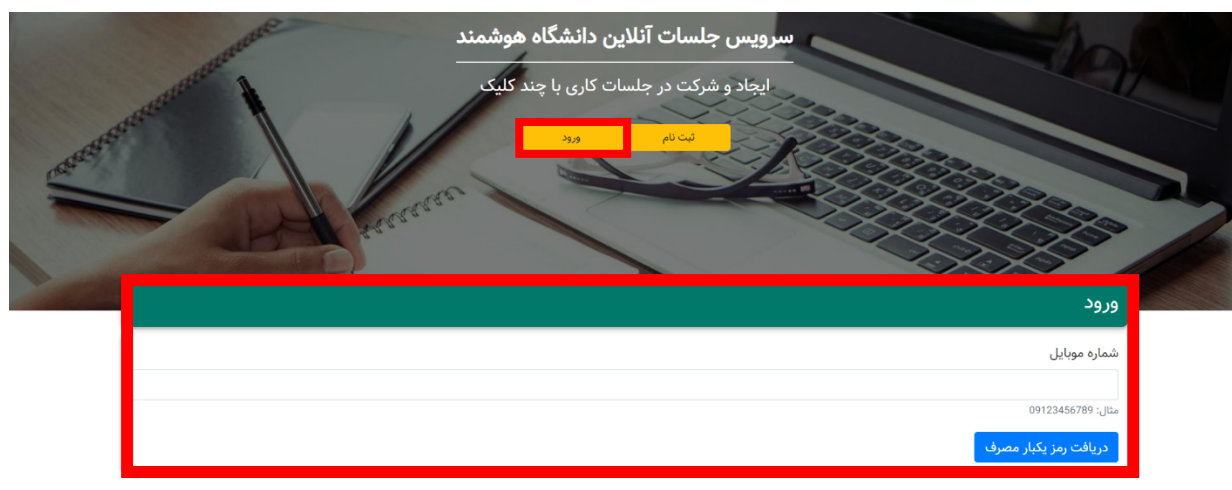 سرویس جلسات آنلاین دانشگاه هوشمند
ایجاد و شرکت در جلسات کاری با چند کلیک
ثبت نام
ورود
ورود
شماره موبایل
مثال: 09123456789
دریافت رمز یکبار مصرف